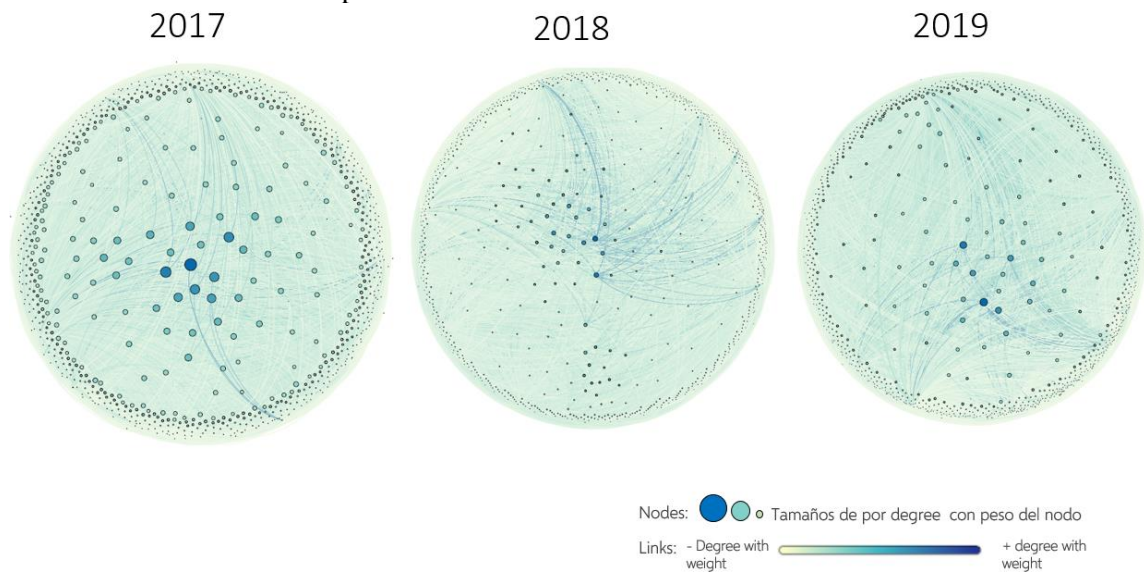 p
2017
2018
2019
Nodes: Tamaños de por degree con peso del nodo
Links: - Degree with weight + degree with weight